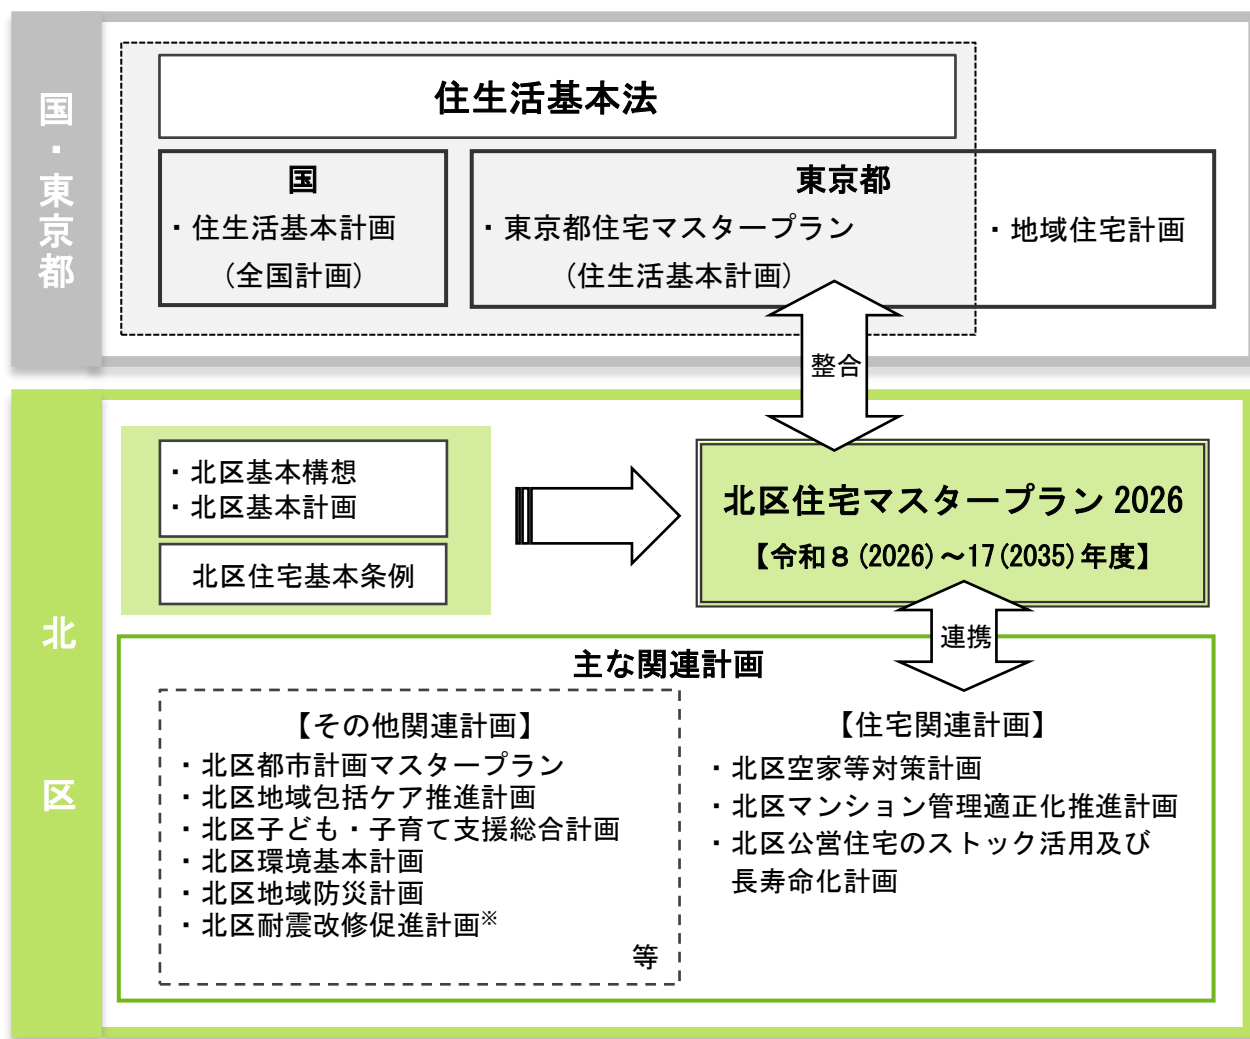 国・東京都
住生活基本法
国
・住生活基本計画
（全国計画）
東京都
・東京都住宅マスタープラン
（住生活基本計画）
・地域住宅計画
整合
北区
・北区基本構想
・北区基本計画
北区住宅基本条例
北区住宅マスタープラン 2026
【令和８(2026)～17(2035)年度】
連携
主な関連計画
【その他関連計画】
・北区都市計画マスタープラン
・北区地域包括ケア推進計画
・北区子ども・子育て支援総合計画
・北区環境基本計画
・北区地域防災計画
・北区耐震改修促進計画※
等
【住宅関連計画】
・北区空家等対策計画
・北区マンション管理適正化推進計画
・北区公営住宅のストック活用及び
長寿命化計画